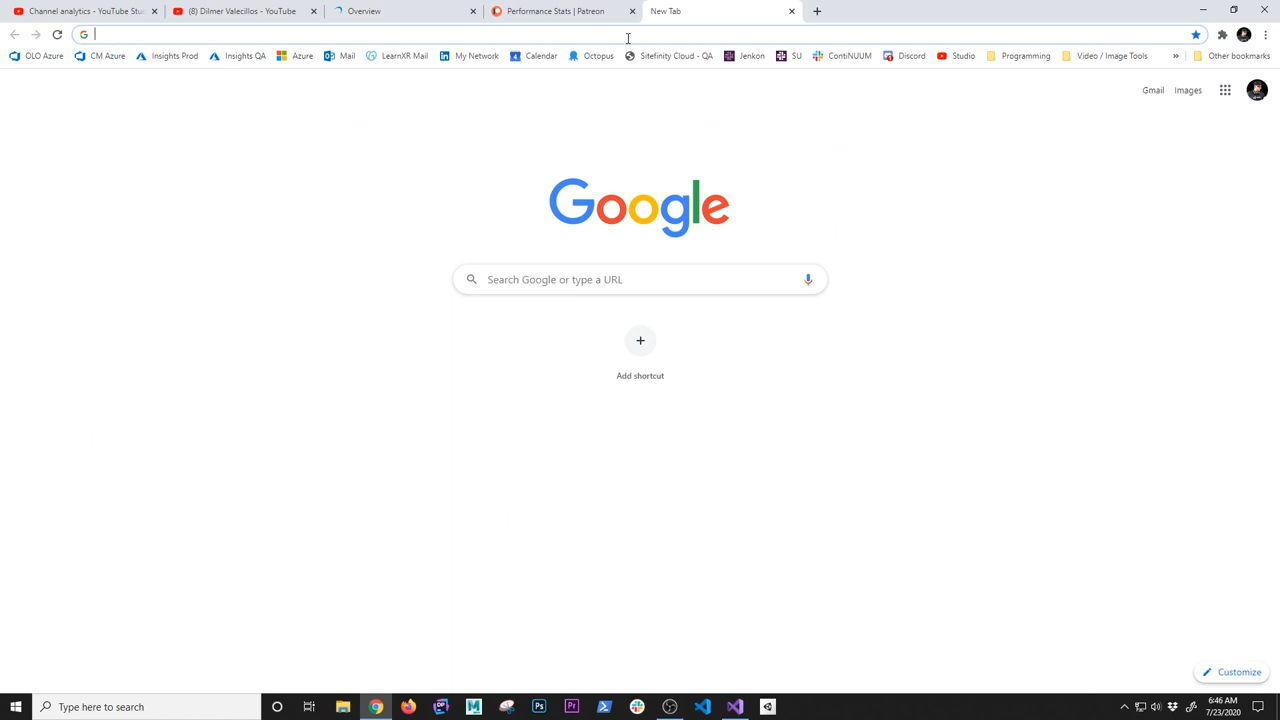 Channel analytics - YouTube Stu
(8) Dilmer Valecillos - YouTube
Overview
Performance Stats | Patreon
New Tab
OLO Azure
CM Azure
Insights Prod
Insights QA
Azure
Mail
LearnXR Mail
My Network
Calendar
Octopus
Sitefinity Cloud - QA
Jenkon
SU
ContiNUUM
Discord
Studio
Programming
Video / Image Tools
»
Other bookmarks
Gmail
Images
Google
Search Google or type a URL
Add shortcut
Customize
Type here to search
6:46 AM
7/23/2020